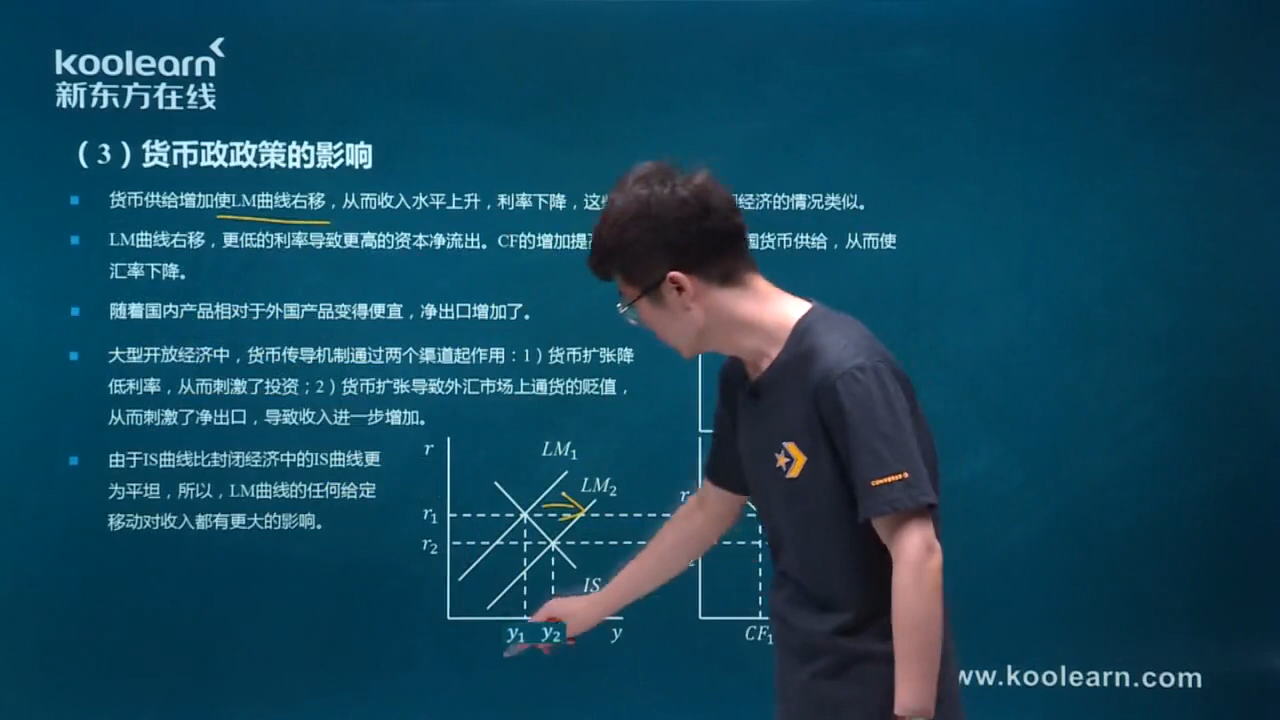 koolearn
新东方在线
（3）货币政政策的影响
货币供给增加使LM曲线右移，从而收入水平上升，利率下降，这 经济的情况类似。
LM曲线右移，更低的利率导致更高的资本净流出。CF的增加提 国货币供给，从而使
汇率下降。
随着国内产品相对于外国产品变得便宜，净出口增加了。
大型开放经济中，货币传导机制通过两个渠道起作用：1）货币扩张降
低利率，从而刺激了投资；2）货币扩张导致外汇市场上通货的贬值，
从而刺激了净出口，导致收入进一步增加。
由于IS曲线比封闭经济中的IS曲线更
为平坦，所以，LM曲线的任何给定
移动对收入都有更大的影响。
r
LM₁
LM₂
r₁
r₂
IS
y₁ y₂ y
r
CF₁
CONVERSE
www.koolearn.com